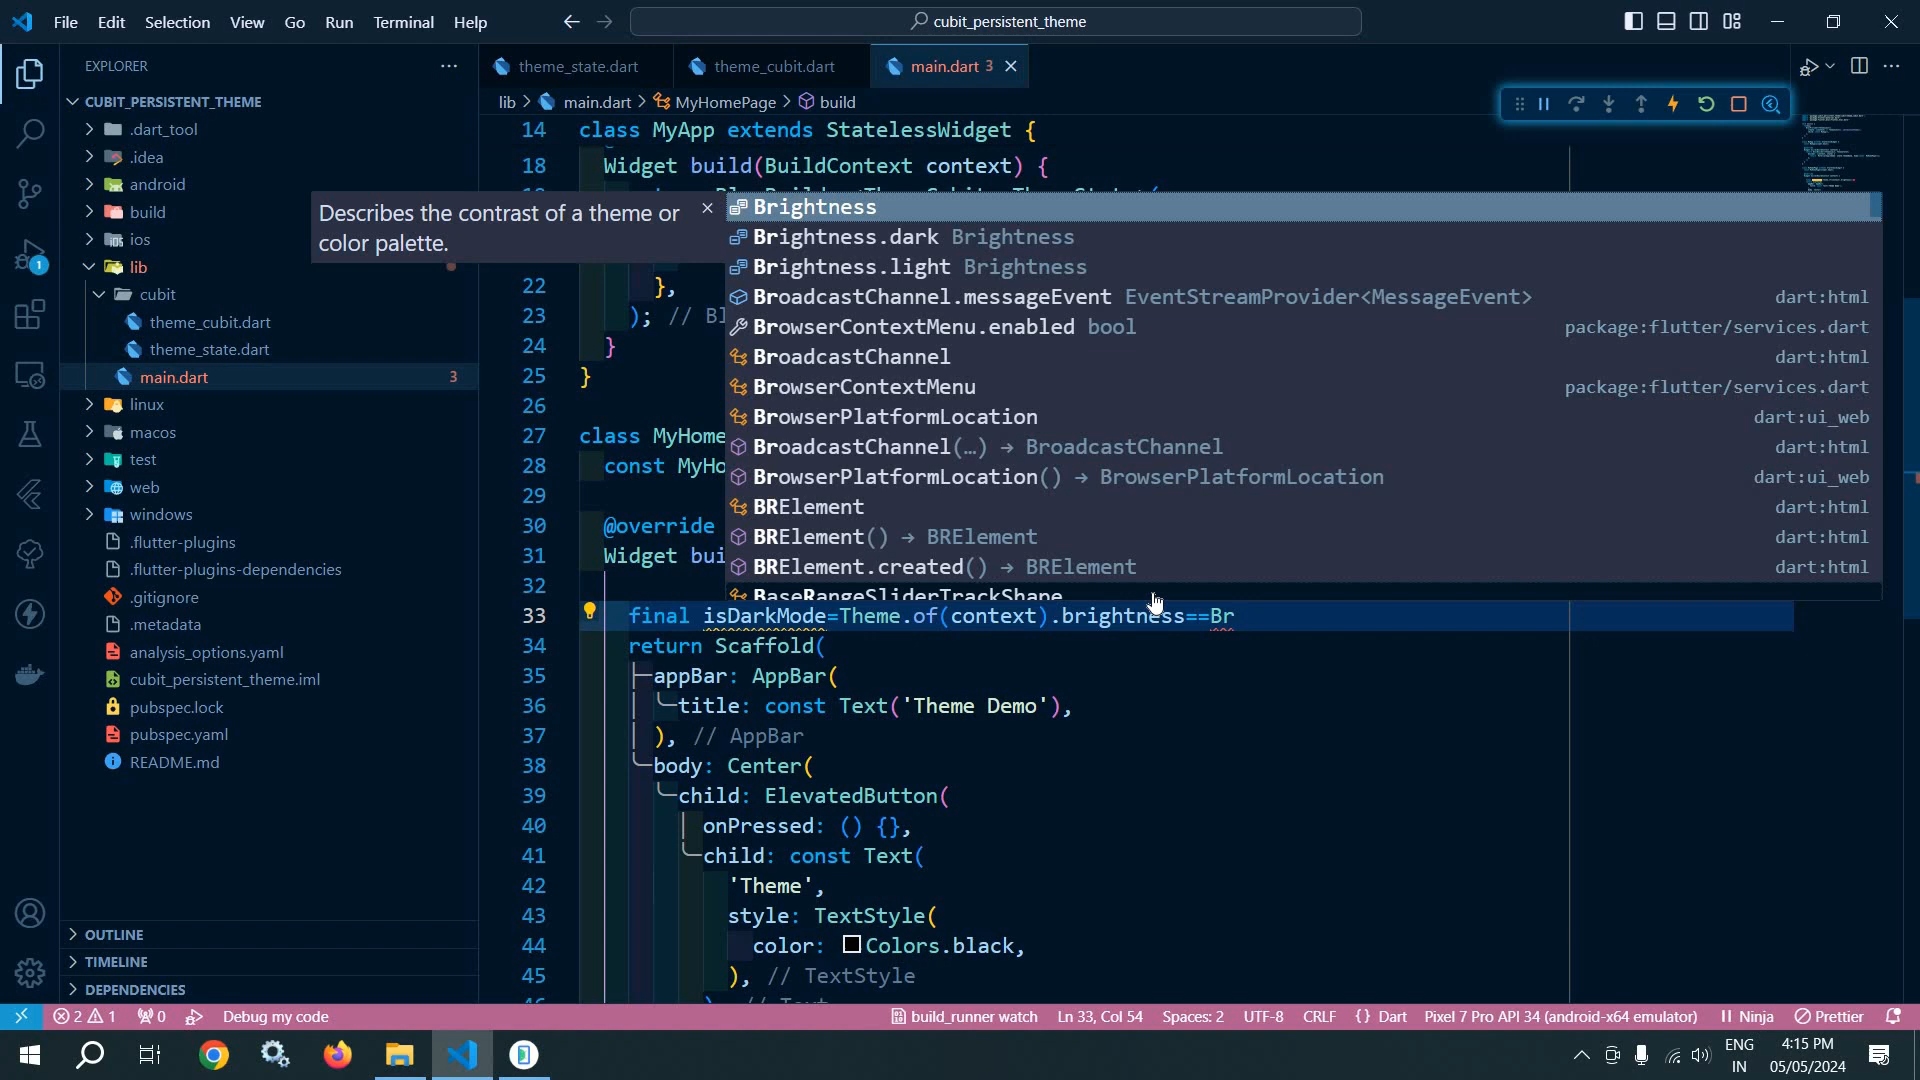 File Edit Selection View Go Run Terminal Help
cubit_persistent_theme
EXPLORER
theme_state.dart
theme_cubit.dart
main.dart 3
CUBIT_PERSISTENT_THEME
.dart_tool
.idea
android
build
ios
lib
cubit
theme_cubit.dart
theme_state.dart
main.dart 3
linux
macos
test
web
windows
.flutter-plugins
.flutter-plugins-dependencies
.gitignore
.metadata
analysis_options.yaml
cubit_persistent_theme.iml
pubspec.lock
pubspec.yaml
README.md
OUTLINE
TIMELINE
DEPENDENCIES
1
lib > main.dart > MyHomePage > build
14 class MyApp extends StatelessWidget {
18 Widget build(BuildContext context) {
Describes the contrast of a theme or
color palette.
Brightness
Brightness.dark Brightness
Brightness.light Brightness
BroadcastChannel.messageEvent EventStreamProvider<MessageEvent> dart:html
BrowserContextMenu.enabled bool package:flutter/services.dart
BroadcastChannel dart:html
BrowserContextMenu package:flutter/services.dart
BrowserPlatformLocation dart:ui_web
BroadcastChannel(…) → BroadcastChannel dart:html
BrowserPlatformLocation() → BrowserPlatformLocation dart:ui_web
BRElement dart:html
BRElement() → BRElement dart:html
BRElement.created() → BRElement dart:html
BaseRangeSliderTrackShape
22 },
23 ); // Bl
24 }
25 }
26
27 class MyHome
28 const MyHo
29
30 @override
31 Widget bui
32
33 final isDarkMode=Theme.of(context).brightness==Br
34 return Scaffold(
35 appBar: AppBar(
36 title: const Text('Theme Demo'),
37 ), // AppBar
38 body: Center(
39 child: ElevatedButton(
40 onPressed: () {},
41 child: const Text(
42 'Theme',
43 style: TextStyle(
44 color: Colors.black,
45 ), // TextStyle
2 1 0 Debug my code build_runner watch Ln 33, Col 54 Spaces: 2 UTF-8 CRLF {} Dart Pixel 7 Pro API 34 (android-x64 emulator) Ninja Prettier
ENG
IN
4:15 PM
05/05/2024